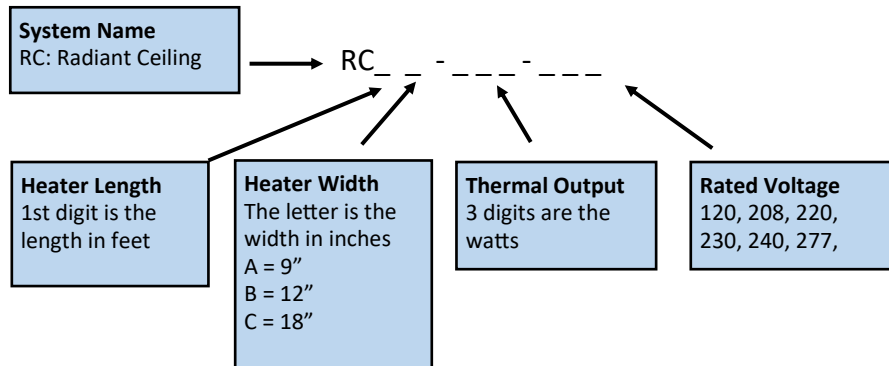 System Name
RC: Radiant Ceiling
RC_ _ - _ _ _ - _ _ _
Heater Length
1st digit is the
length in feet
Heater Width
The letter is the
width in inches
A = 9”
B = 12”
C = 18”
Thermal Output
3 digits are the
watts
Rated Voltage
120, 208, 220,
230, 240, 277,